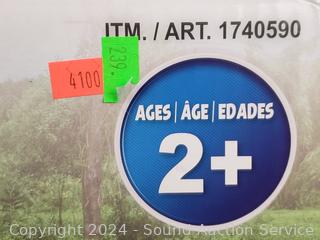 ITM. / ART. 1740590
239.
4100
AGES | ÂGE | EDADES
2+
Copyright 2024 - Sound Auction Service